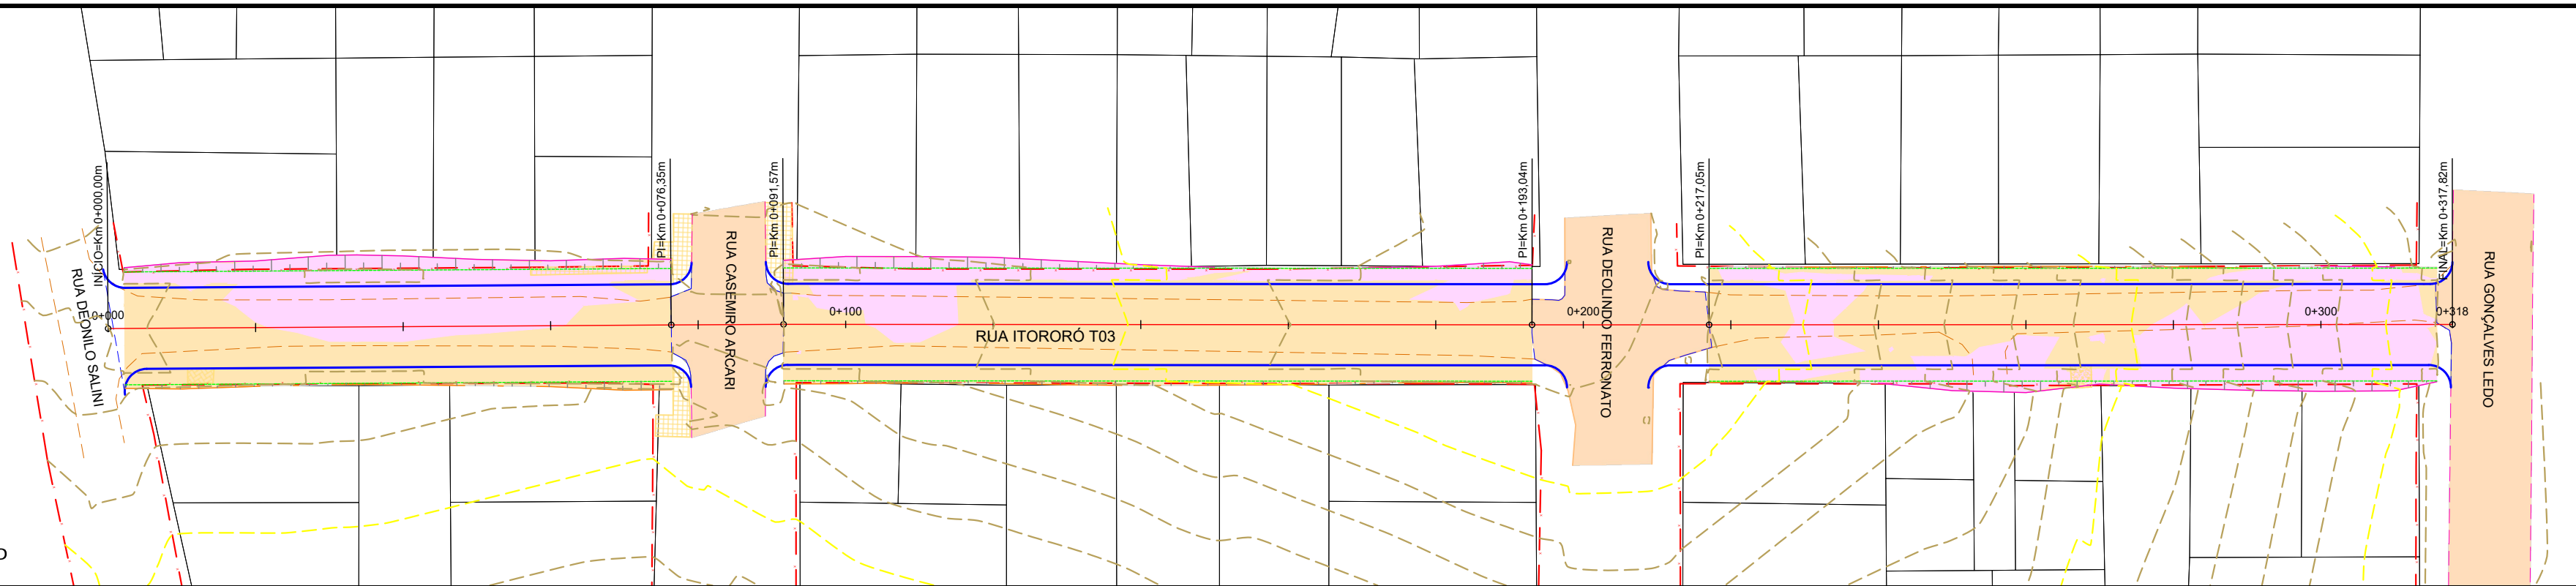 INÍCIO=Km 0+000,00m
RUA DEONILO SALINI
0+000
PI=Km 0+076,35m
RUA CASEMIRO ARCARI
PI=Km 0+091,57m
0+100
RUA ITORORÓ T03
PI=Km 0+193,04m
0+200
RUA DEOLINDO FERRONATO
PI=Km 0+217,05m
0+300
FINAL=Km 0+317,82m
0+318
RUA GONÇALVES LEDO